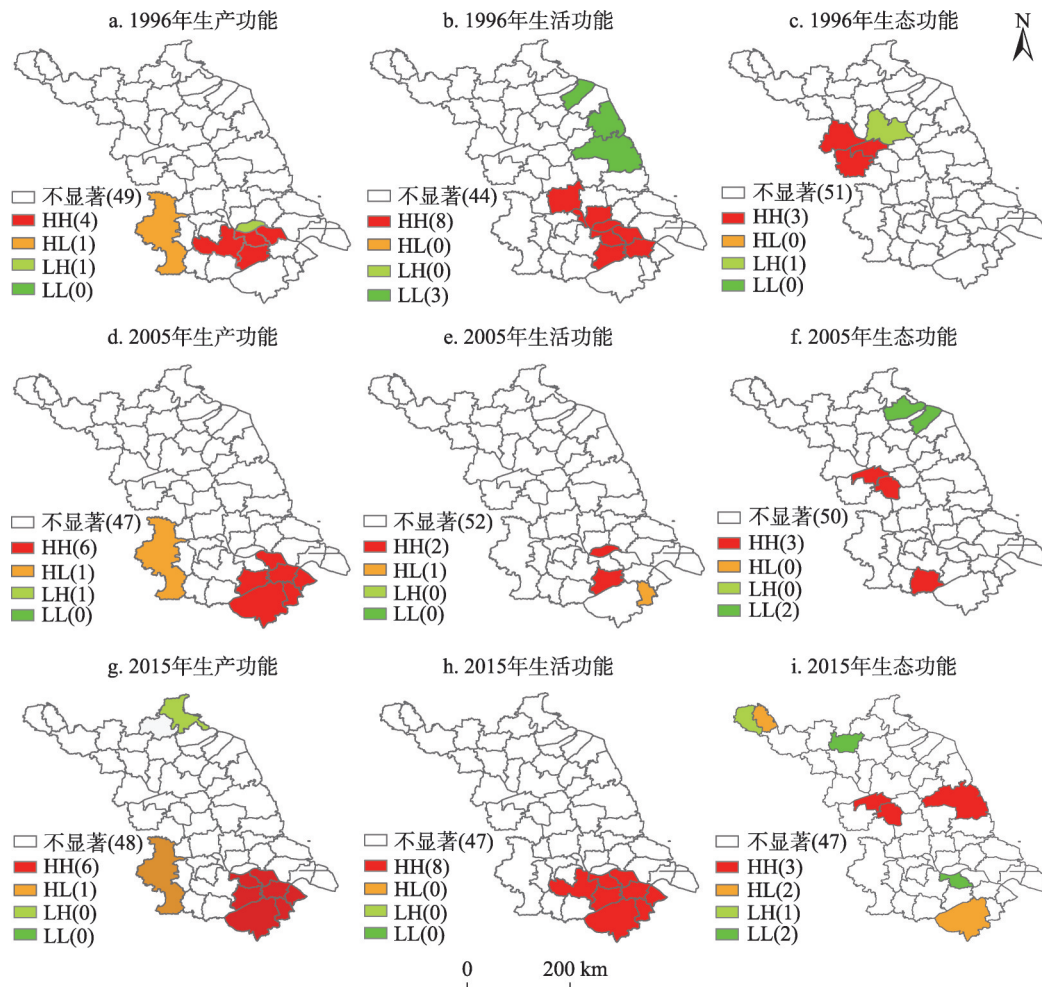 a. 1996年生产功能
b. 1996年生活功能
c. 1996年生态功能
N
不显著(49)
HH(4)
HL(1)
LH(1)
LL(0)
不显著(44)
HH(8)
HL(0)
LH(0)
LL(3)
不显著(51)
HH(3)
HL(0)
LH(1)
LL(0)
d. 2005年生产功能
e. 2005年生活功能
f. 2005年生态功能
不显著(47)
HH(6)
HL(1)
LH(1)
LL(0)
不显著(52)
HH(2)
HL(1)
LH(0)
LL(0)
不显著(50)
HH(3)
HL(0)
LH(0)
LL(2)
g. 2015年生产功能
h. 2015年生活功能
i. 2015年生态功能
不显著(48)
HH(6)
HL(1)
LH(0)
LL(0)
不显著(47)
HH(8)
HL(0)
LH(0)
LL(0)
不显著(47)
HH(3)
HL(2)
LH(1)
LL(2)
0 200 km